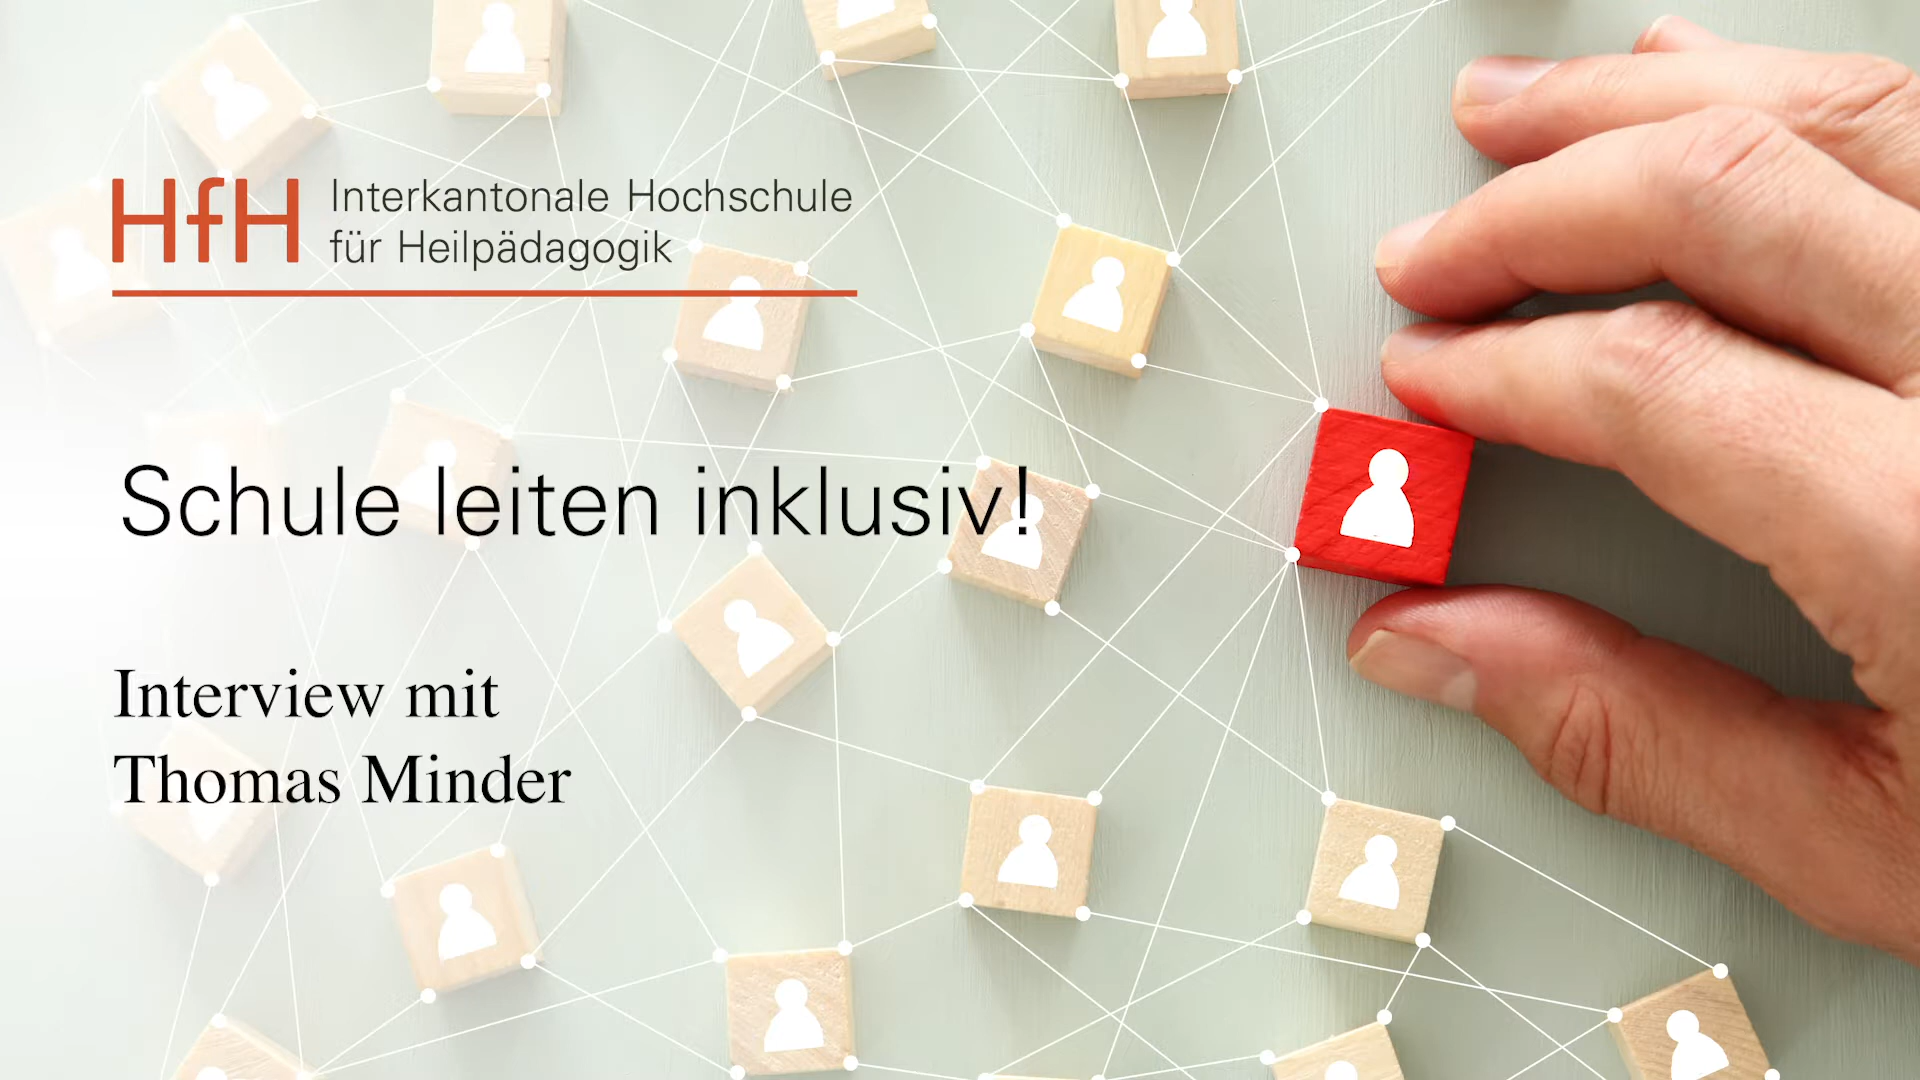 HfH Interkantonale Hochschule
für Heilpädagogik
Schule leiten inklusiv!
Interview mit
Thomas Minder